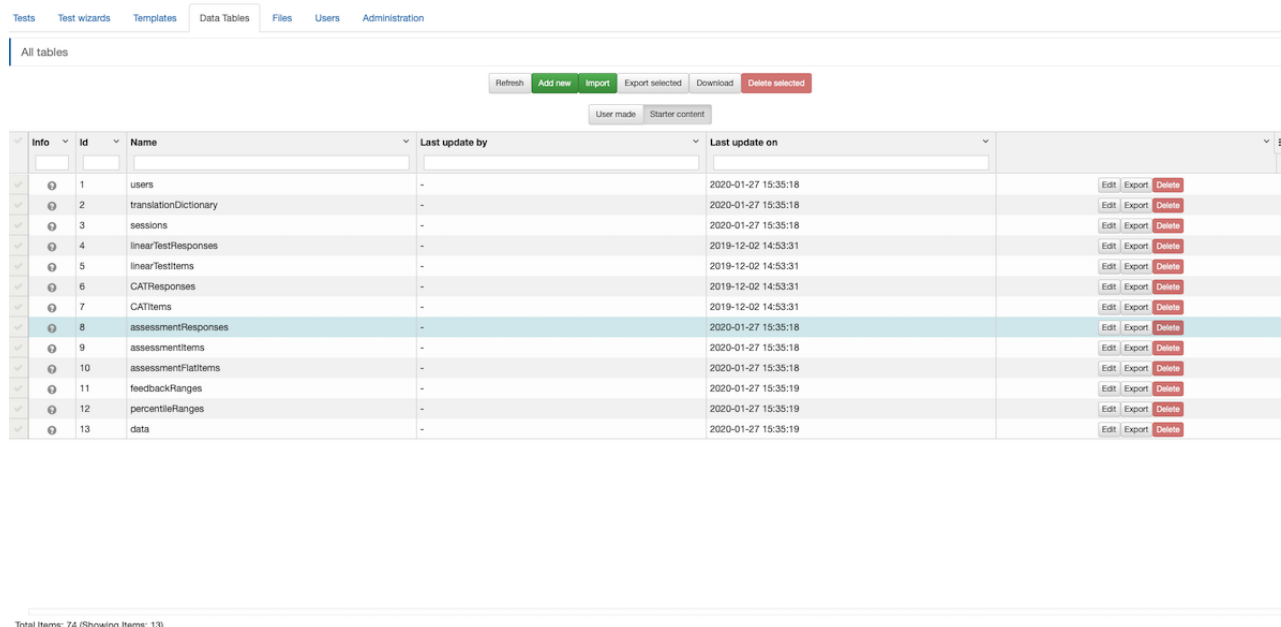 Tests Test wizards Templates Data Tables Files Users Administration
All tables
Refresh Add new Import Export selected Download Delete selected
User made Starter content
Info Id Name Last update by Last update on
1 users - 2020-01-27 15:35:18 Edit Export Delete
2 translationDictionary - 2020-01-27 15:35:18 Edit Export Delete
3 sessions - 2020-01-27 15:35:18 Edit Export Delete
4 linearTestResponses - 2019-12-02 14:53:31 Edit Export Delete
5 linearTestItems - 2019-12-02 14:53:31 Edit Export Delete
6 CATResponses - 2019-12-02 14:53:31 Edit Export Delete
7 CATItems - 2019-12-02 14:53:31 Edit Export Delete
8 assessmentResponses - 2020-01-27 15:35:18 Edit Export Delete
9 assessmentItems - 2020-01-27 15:35:18 Edit Export Delete
10 assessmentFlatItems - 2020-01-27 15:35:18 Edit Export Delete
11 feedbackRanges - 2020-01-27 15:35:19 Edit Export Delete
12 percentileRanges - 2020-01-27 15:35:19 Edit Export Delete
13 data - 2020-01-27 15:35:19 Edit Export Delete
Total Items: 74 (Showing Items: 13)